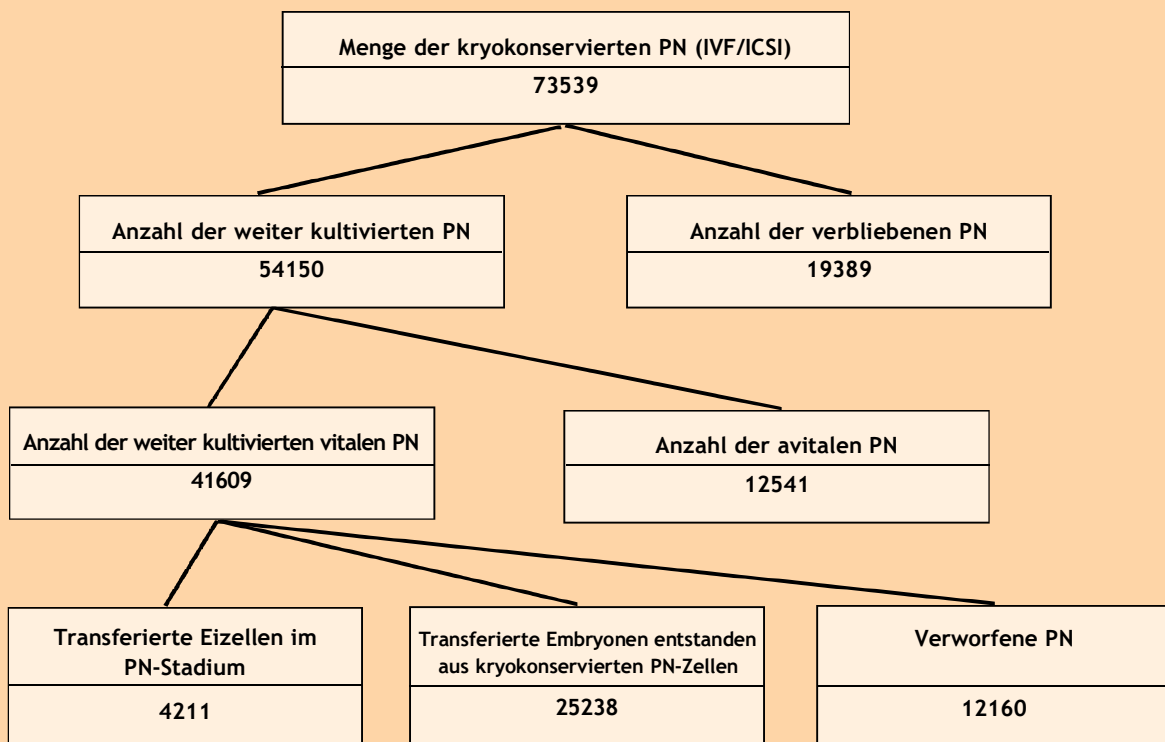 Menge der kryokonservierten PN (IVF/ICSI)
73539
Anzahl der weiter kultivierten PN
54150
Anzahl der verbliebenen PN
19389
Anzahl der weiter kultivierten vitalen PN
41609
Anzahl der avitalen PN
12541
Transferierte Eizellen im
PN-Stadium
4211
Transferierte Embryonen entstanden
aus kryokonservierten PN-Zellen
25238
Verworfene PN
12160